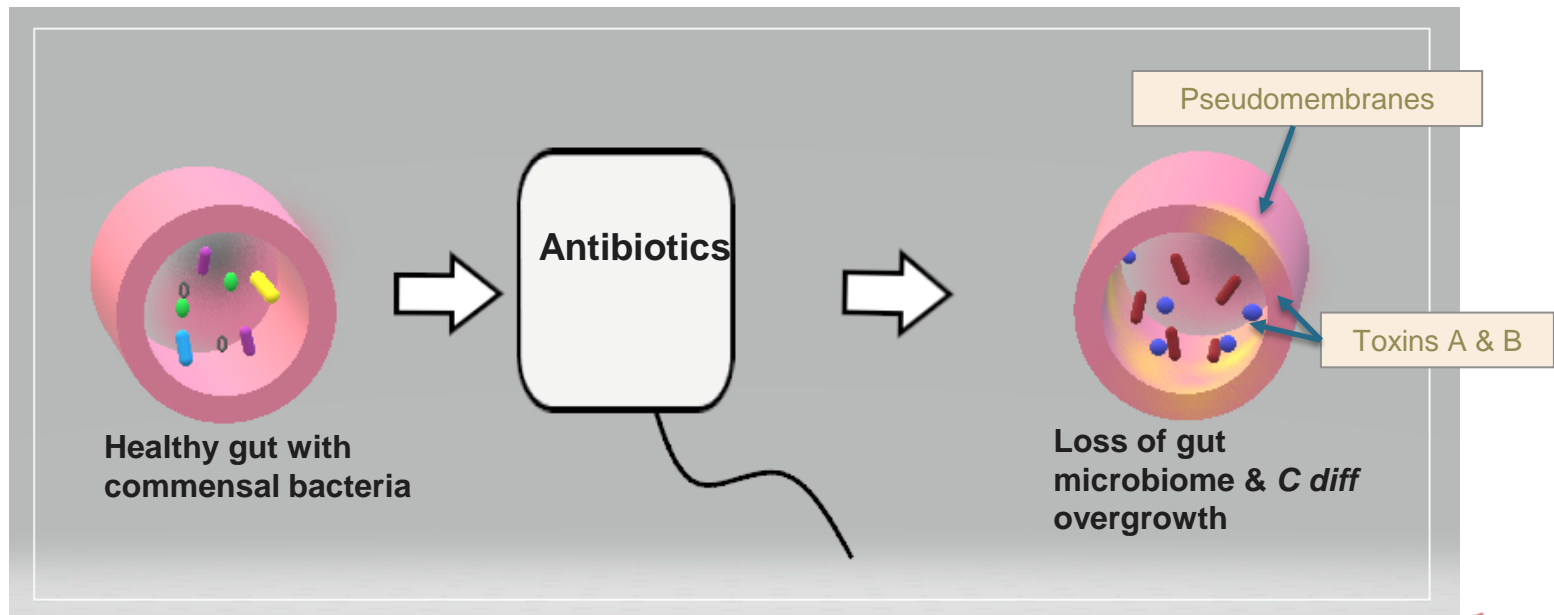 Pseudomembranes
Antibiotics
Toxins A & B
Healthy gut with
commensal bacteria
Loss of gut
microbiome & C diff
overgrowth